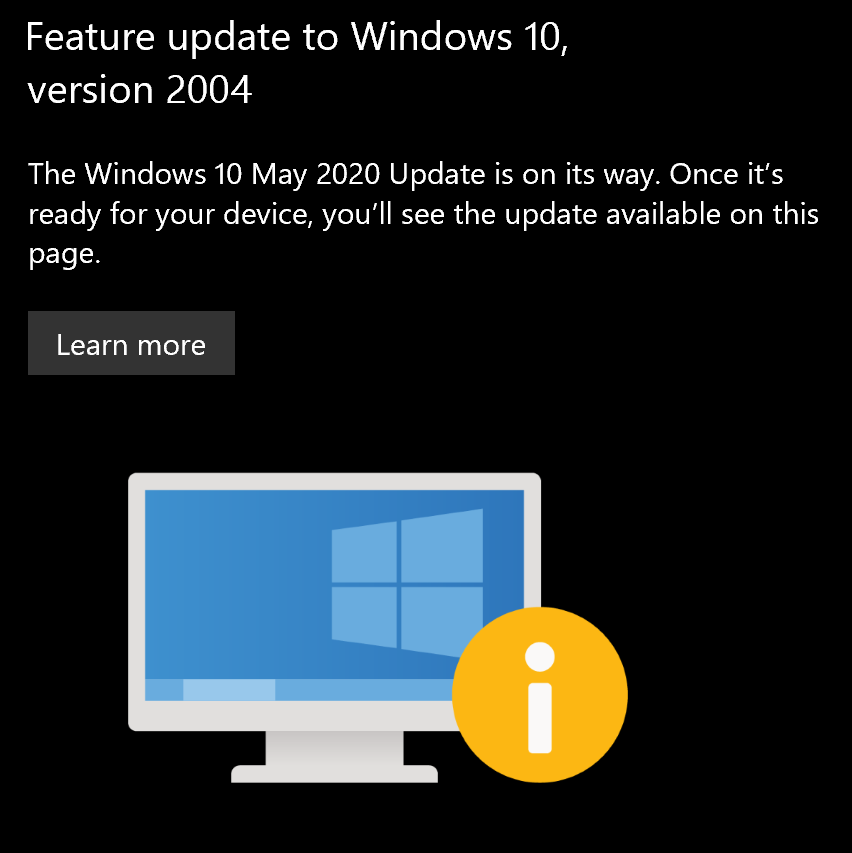 Feature update to Windows 10,
version 2004
The Windows 10 May 2020 Update is on its way. Once it’s
ready for your device, you’ll see the update available on this
page.
Learn more